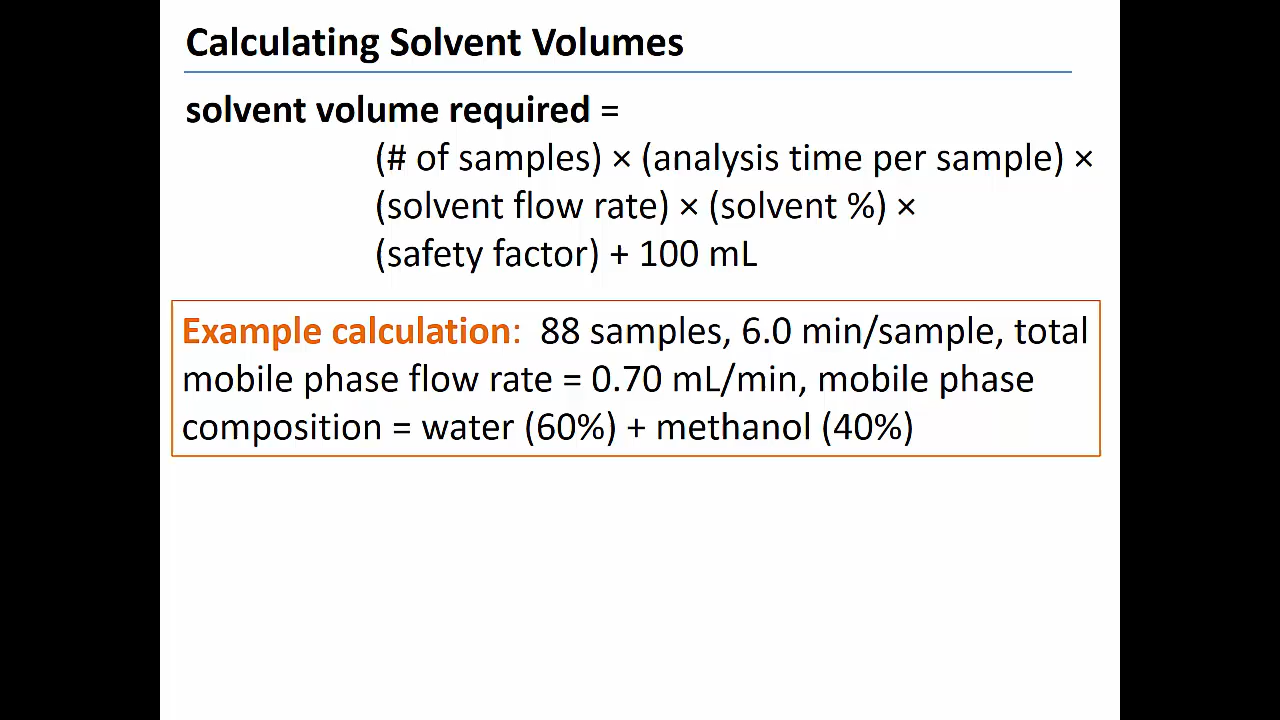 Calculating Solvent Volumes
solvent volume required =
(# of samples) × (analysis time per sample) ×
(solvent flow rate) × (solvent %) ×
(safety factor) + 100 mL
Example calculation: 88 samples, 6.0 min/sample, total
mobile phase flow rate = 0.70 mL/min, mobile phase
composition = water (60%) + methanol (40%)